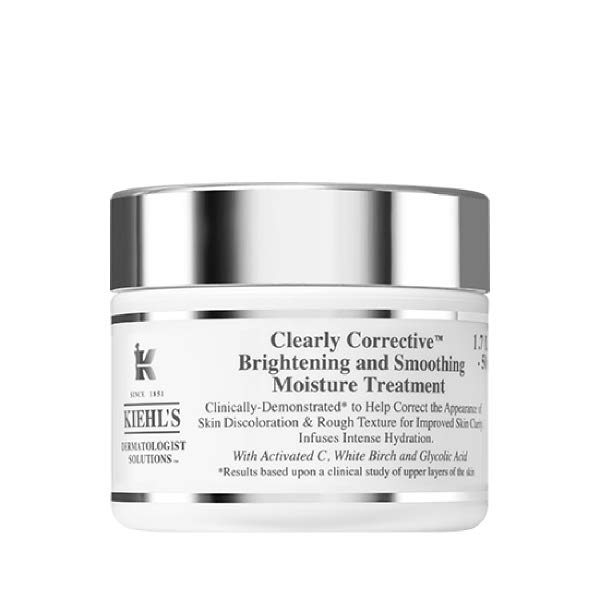 K
SINCE 1851
KIEHL'S
DERMATOLOGIST
SOLUTIONS™
Clearly Corrective™
Brightening and Smoothing
Moisture Treatment
Clinically-Demonstrated* to Help Correct the Appearance of
Skin Discoloration & Rough Texture for Improved Skin Clarity
Infuses Intense Hydration.
With Activated C, White Birch and Glycolic Acid
*Results based upon a clinical study of upper layers of the skin
1.7